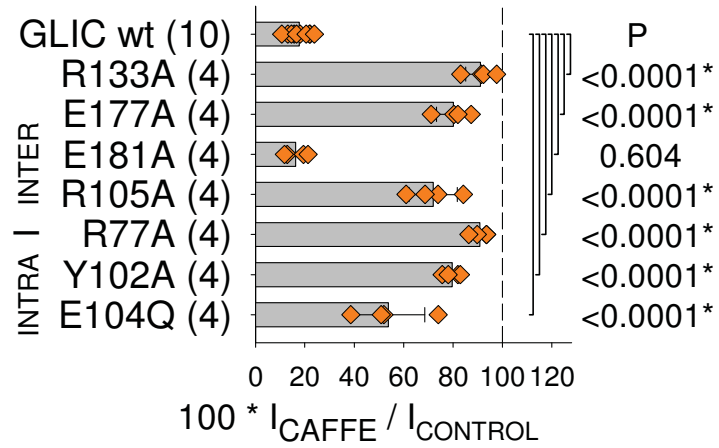 GLIC wt (10) P
R133A (4) <0.0001*
E177A (4) <0.0001*
E181A (4) 0.604
R105A (4) <0.0001*
R77A (4) <0.0001*
Y102A (4) <0.0001*
E104Q (4) <0.0001*
INTRA I INTER
0 20 40 60 80 100 120
100 * I_CAFFE / I_CONTROL